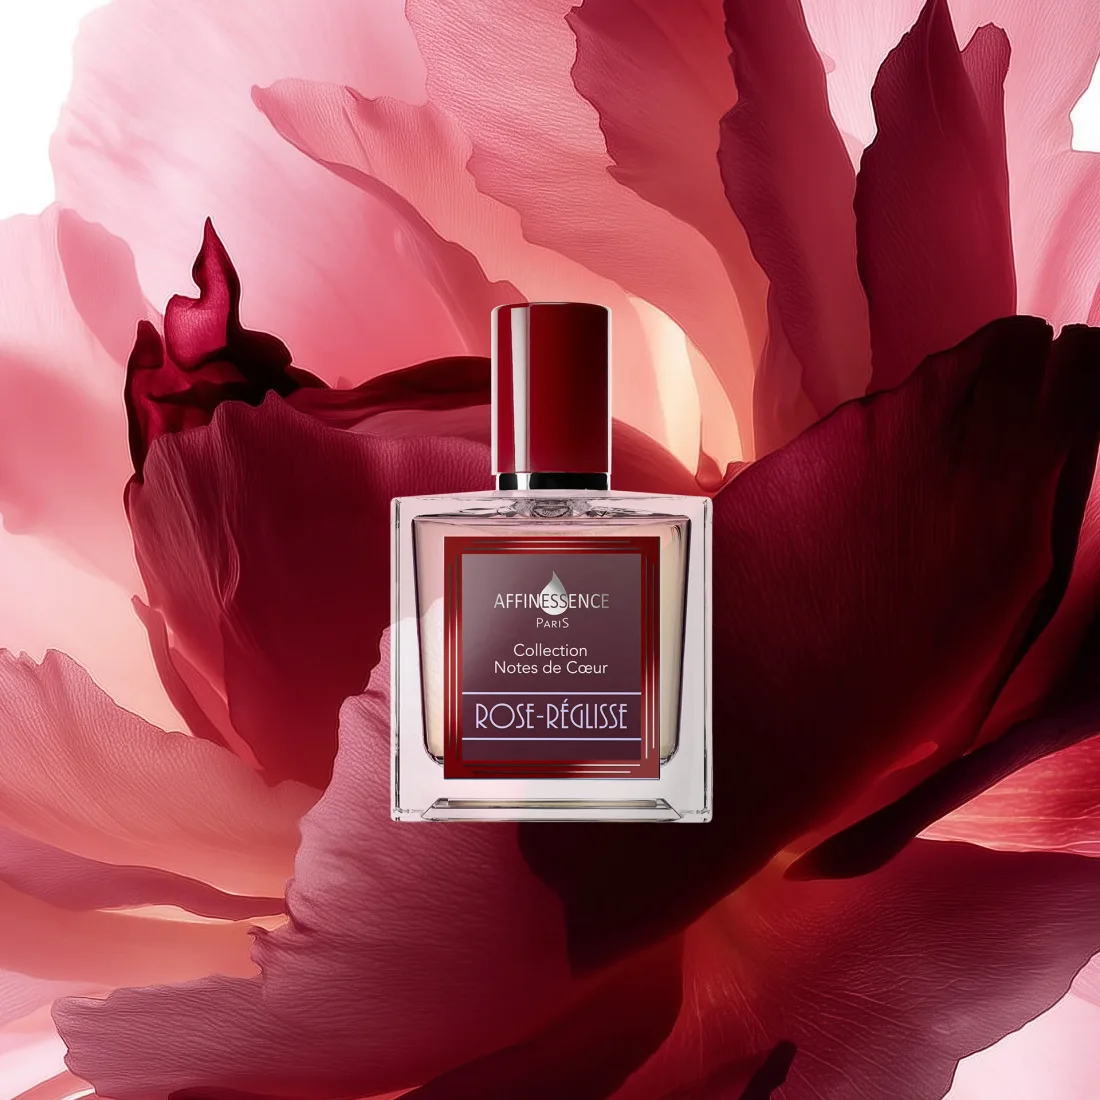 AFFINESSENCE
PARIS
Collection
Notes de Cœur
ROSE-RÉGLISSE